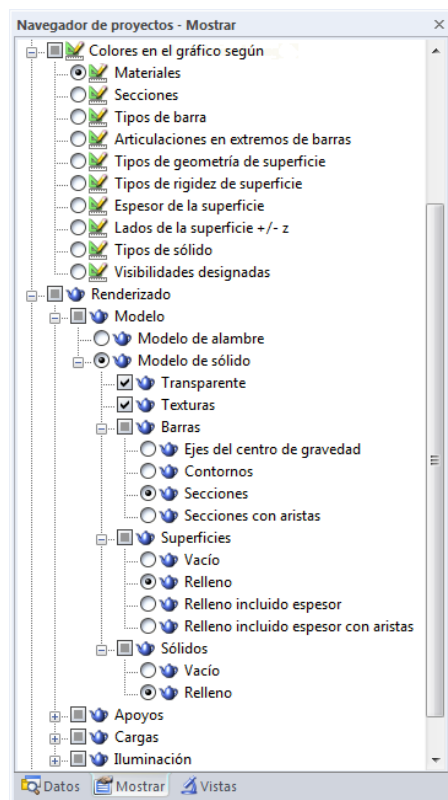 Navegador de proyectos - Mostrar
Colores en el gráfico según
Materiales
Secciones
Tipos de barra
Articulaciones en extremos de barras
Tipos de geometría de superficie
Tipos de rigidez de superficie
Espesor de la superficie
Lados de la superficie +/- z
Tipos de sólido
Visibilidades designadas
Renderizado
Modelo
Modelo de alambre
Modelo de sólido
Transparente
Texturas
Barras
Ejes del centro de gravedad
Contornos
Secciones
Secciones con aristas
Superficies
Vacío
Relleno
Relleno incluido espesor
Relleno incluido espesor con aristas
Sólidos
Vacío
Relleno
Apoyos
Cargas
Iluminación
Datos Mostrar Vistas